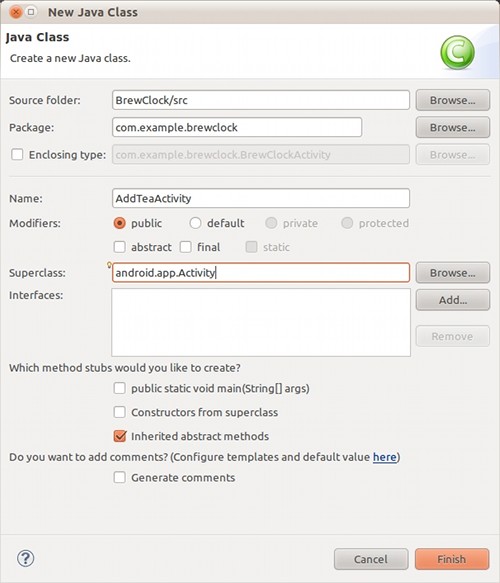 New Java Class
Java Class
Create a new Java class.
C
Source folder: BrewClock/src Browse...
Package: com.example.brewclock Browse...
Enclosing type: com.example.brewclock.BrewClockActivity Browse...
Name: AddTeaActivity
Modifiers: public default private protected
abstract final static
Superclass: android.app.Activity Browse...
Interfaces: Add...
Remove
Which method stubs would you like to create?
public static void main(String[] args)
Constructors from superclass
Inherited abstract methods
Do you want to add comments? (Configure templates and default value here)
Generate comments
? Cancel Finish